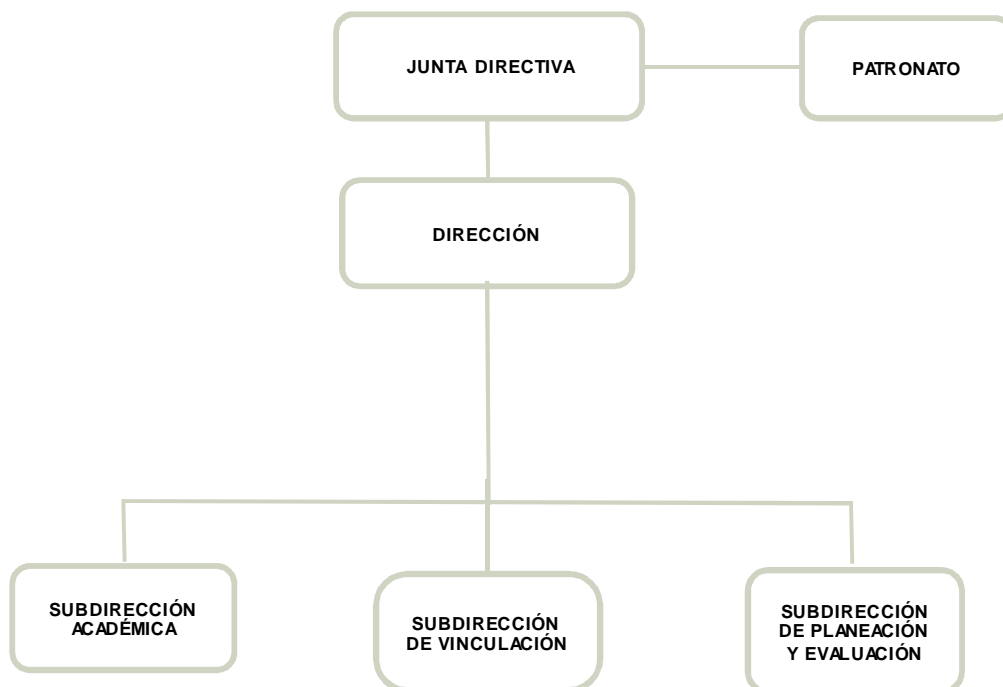 JUNTA DIRECTIVA
PATRONATO
DIRECCIÓN
SUBDIRECCIÓN
ACADÉMICA
SUBDIRECCIÓN
DE VINCULACIÓN
SUBDIRECCIÓN
DE PLANEACIÓN
Y EVALUACIÓN